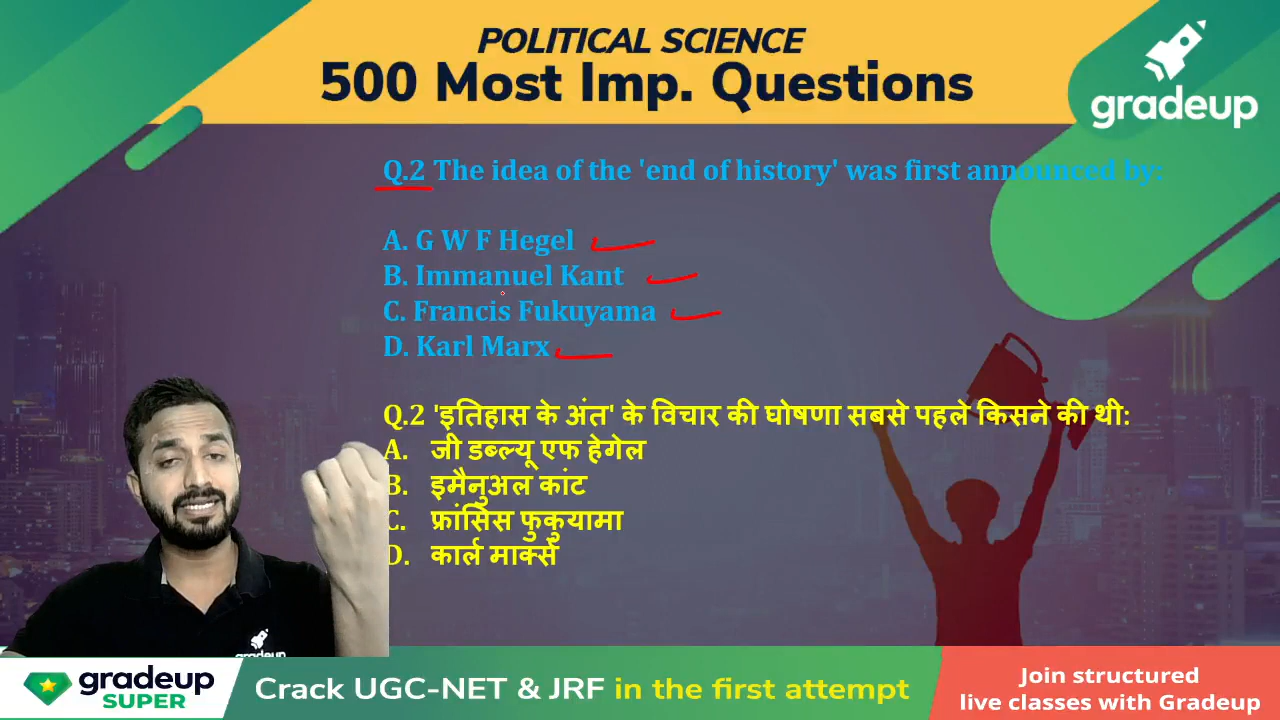 POLITICAL SCIENCE
500 Most Imp. Questions
gradeup
Q.2 The idea of the 'end of history' was first announced by:
A. G W F Hegel
B. Immanuel Kant
C. Francis Fukuyama
D. Karl Marx
Q.2 'इतिहास के अंत' के विचार की घोषणा सबसे पहले किसने की थी:
A. जी डब्ल्यू एफ हेगेल
B. इमैनुअल कांट
C. फ्रांसिस फुकुयामा
D. कार्ल मार्क्स
gradeup
gradeup
SUPER
Crack UGC-NET & JRF in the first attempt
Join structured
live classes with Gradeup